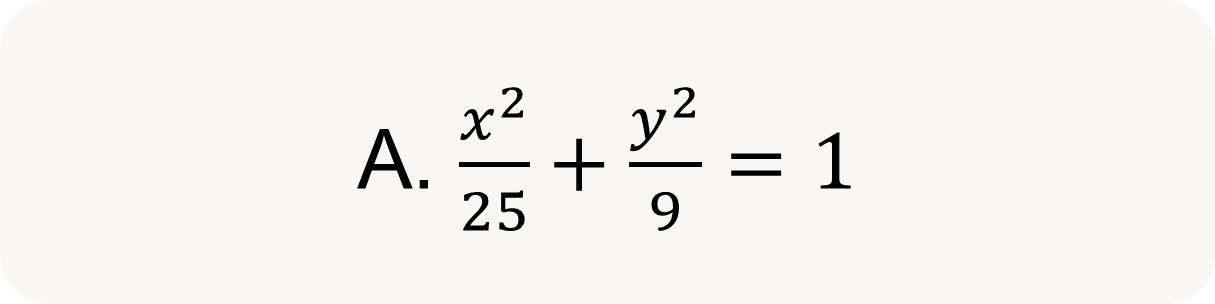 A. x²/25 + y²/9 = 1